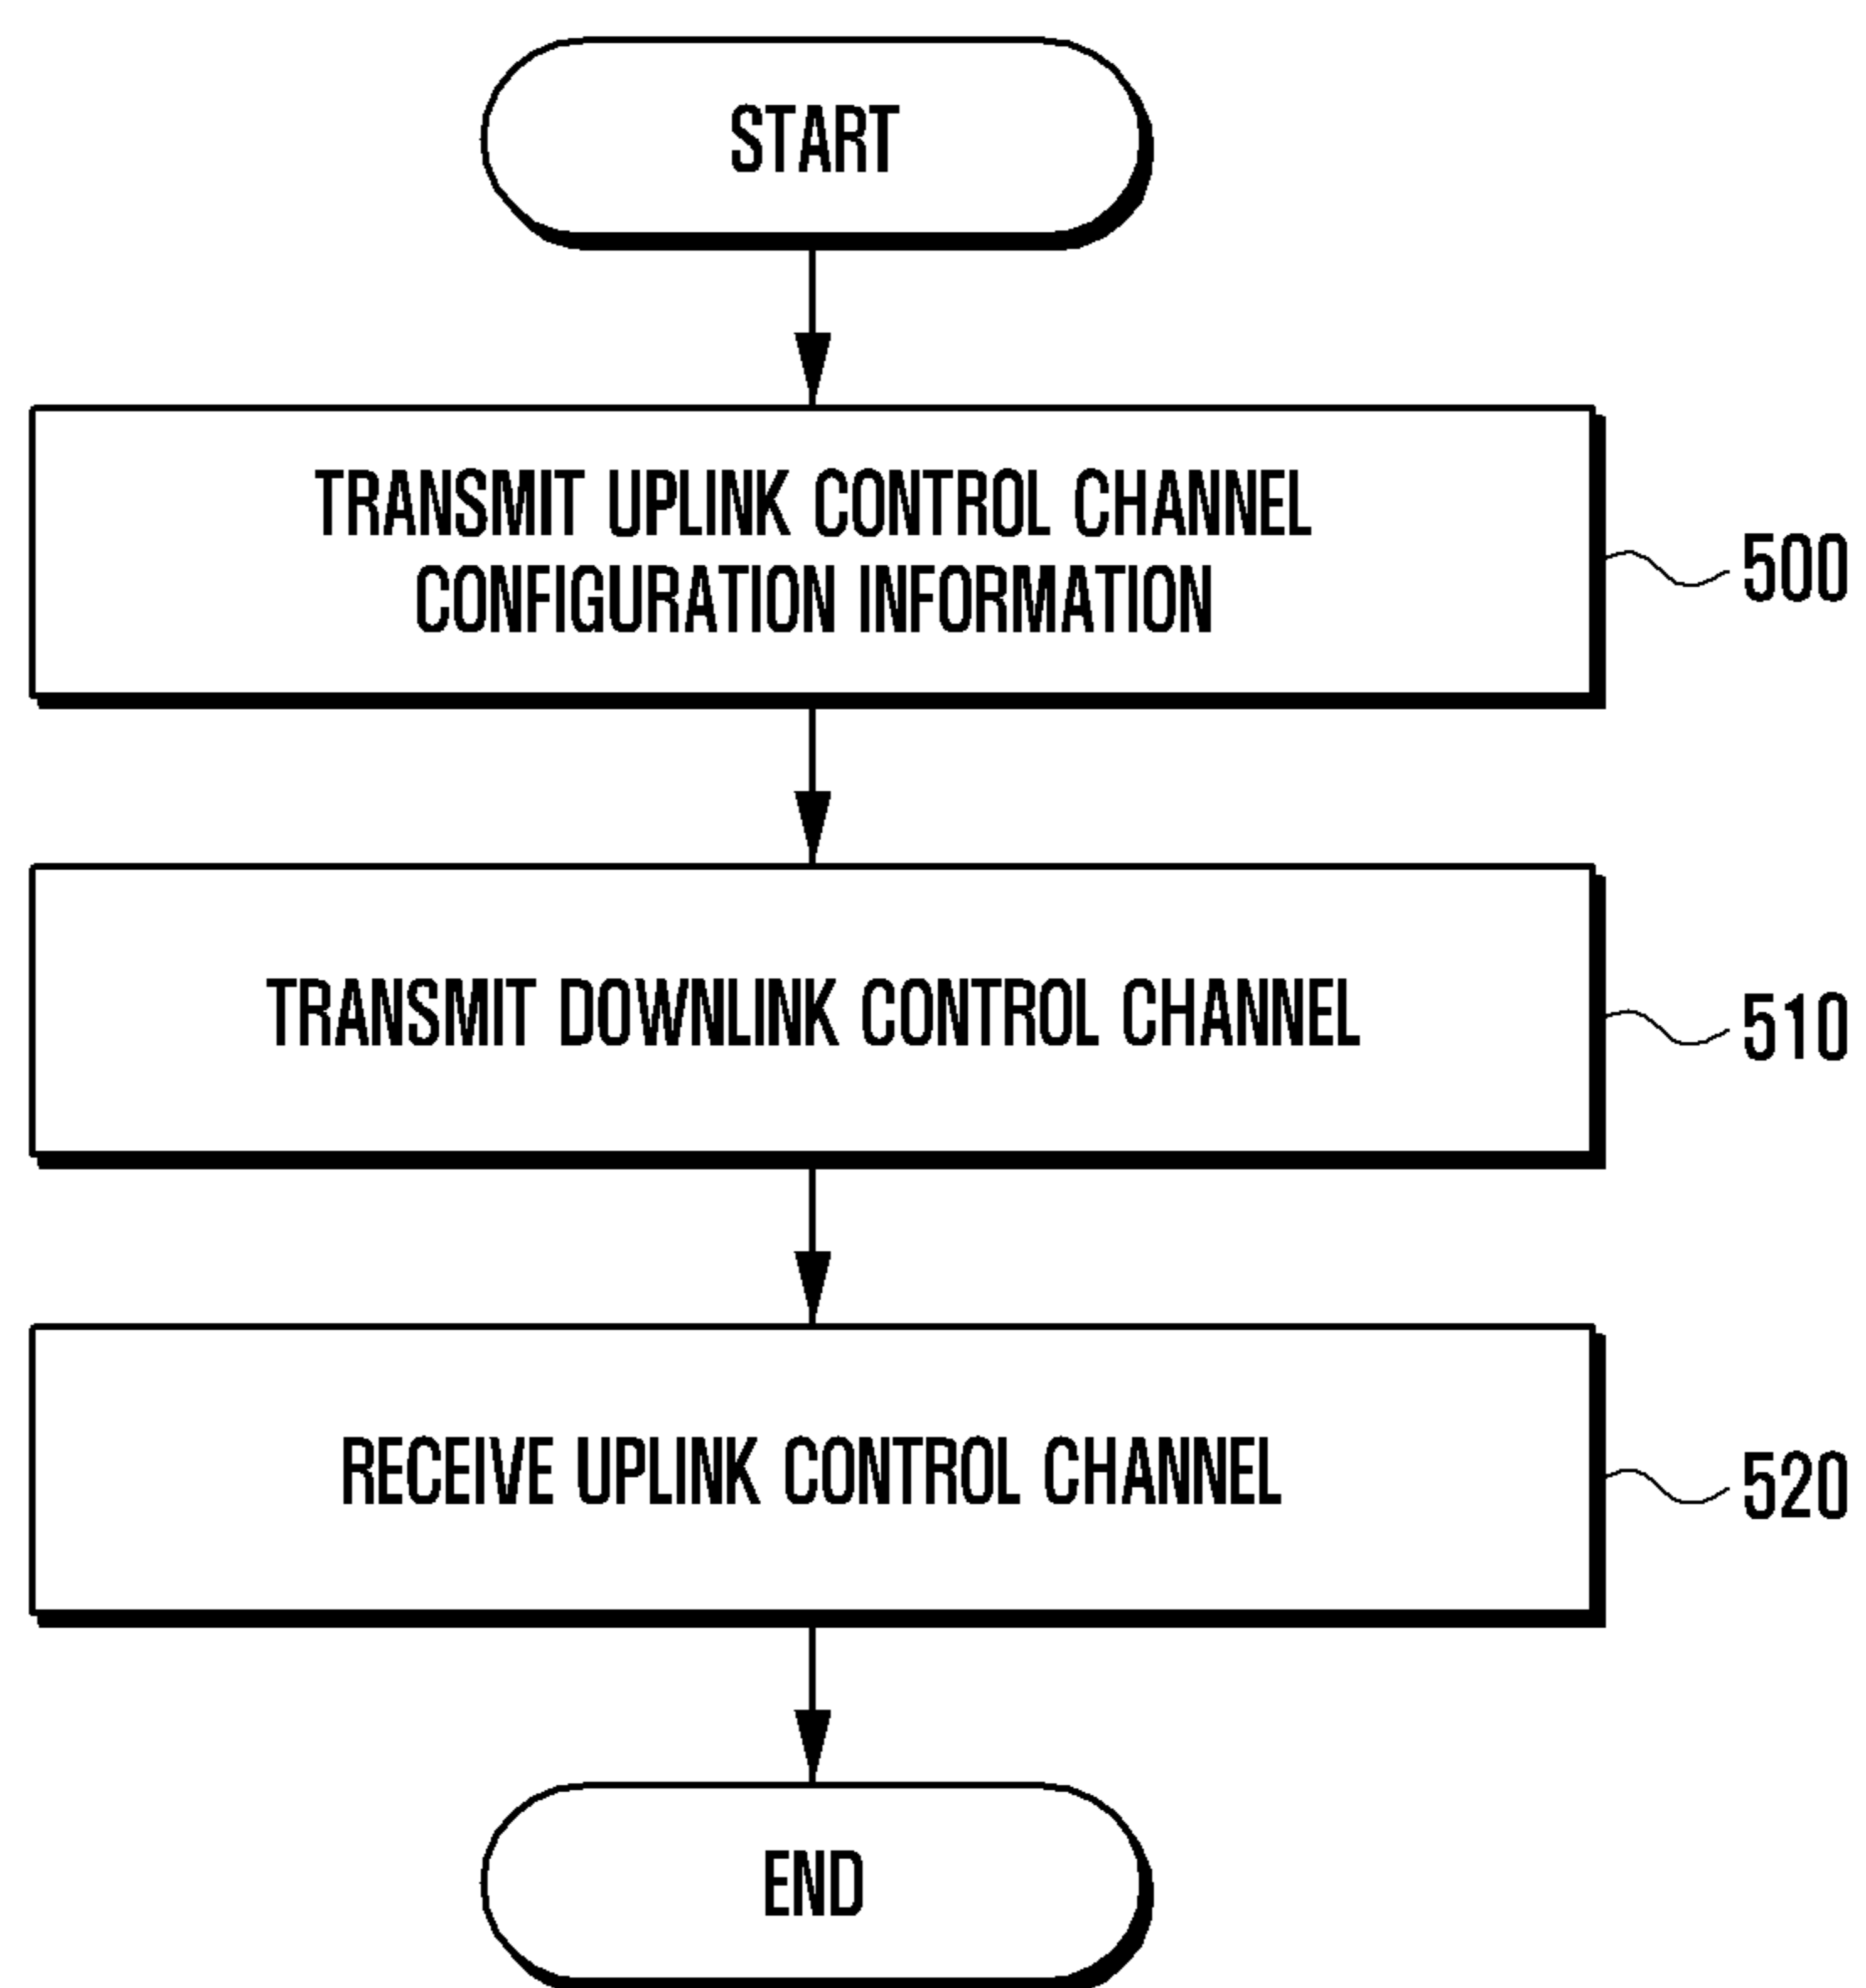 START
TRANSMIT UPLINK CONTROL CHANNEL
CONFIGURATION INFORMATION
500
TRANSMIT DOWNLINK CONTROL CHANNEL
510
RECEIVE UPLINK CONTROL CHANNEL
520
END